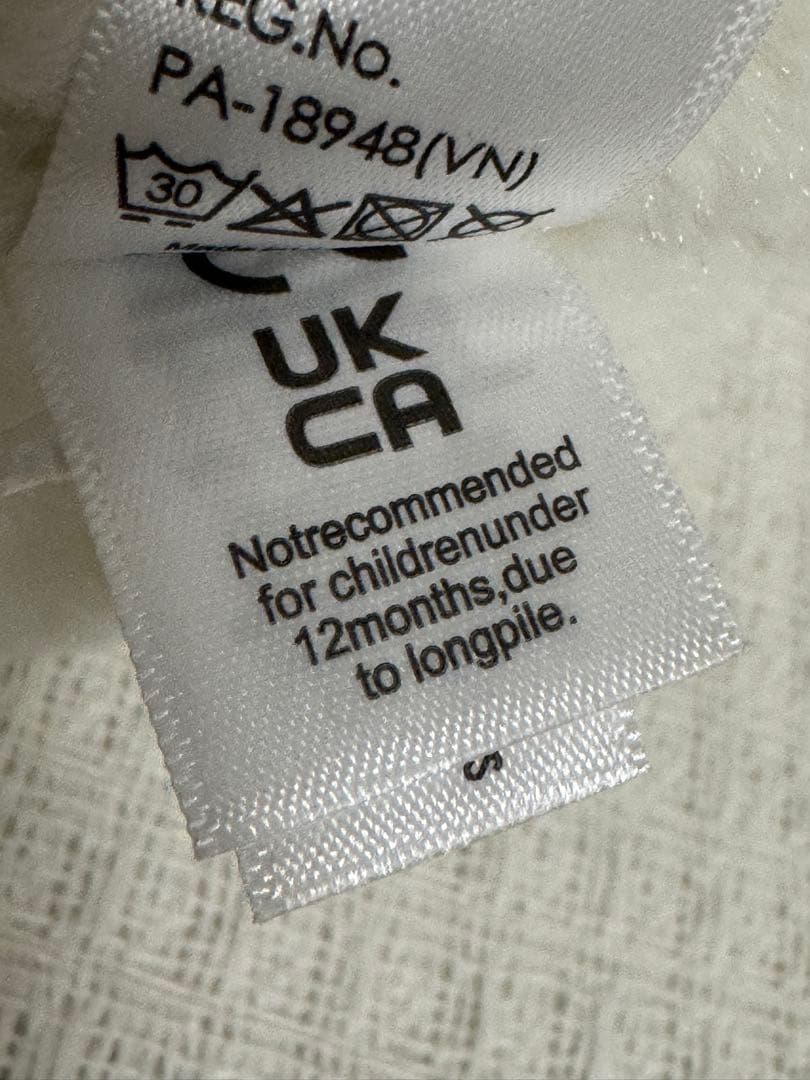 REG.No.
PA-18948(VN)
30
UK
CA
Notrecommended
for childrenunder
12months,due
to longpile.
S